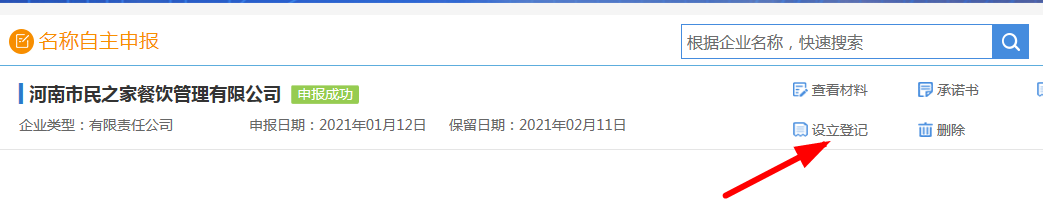 名称自主申报
根据企业名称，快速搜索
河南市民之家餐饮管理有限公司 申报成功
查看材料 承诺书
企业类型：有限责任公司 申报日期：2021年01月12日 保留日期：2021年02月11日
设立登记 删除